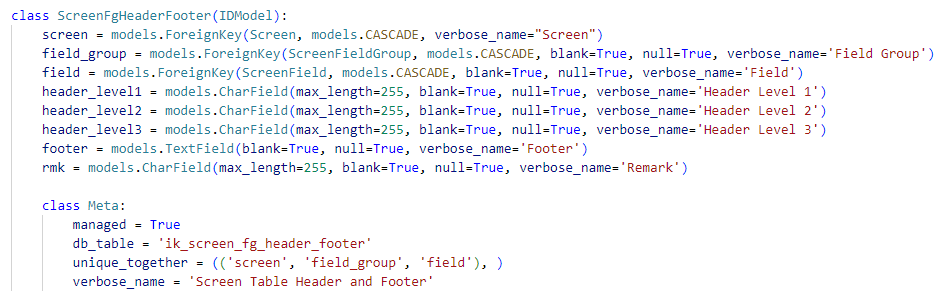 class ScreenFgHeaderFooter(IDModel):
    screen = models.ForeignKey(Screen, models.CASCADE, verbose_name="Screen")
    field_group = models.ForeignKey(ScreenFieldGroup, models.CASCADE, blank=True, null=True, verbose_name='Field Group')
    field = models.ForeignKey(ScreenField, models.CASCADE, blank=True, null=True, verbose_name='Field')
    header_level1 = models.CharField(max_length=255, blank=True, null=True, verbose_name='Header Level 1')
    header_level2 = models.CharField(max_length=255, blank=True, null=True, verbose_name='Header Level 2')
    header_level3 = models.CharField(max_length=255, blank=True, null=True, verbose_name='Header Level 3')
    footer = models.TextField(blank=True, null=True, verbose_name='Footer')
    rmk = models.CharField(max_length=255, blank=True, null=True, verbose_name='Remark')

    class Meta:
        managed = True
        db_table = 'ik_screen_fg_header_footer'
        unique_together = (('screen', 'field_group', 'field'), )
        verbose_name = 'Screen Table Header and Footer'